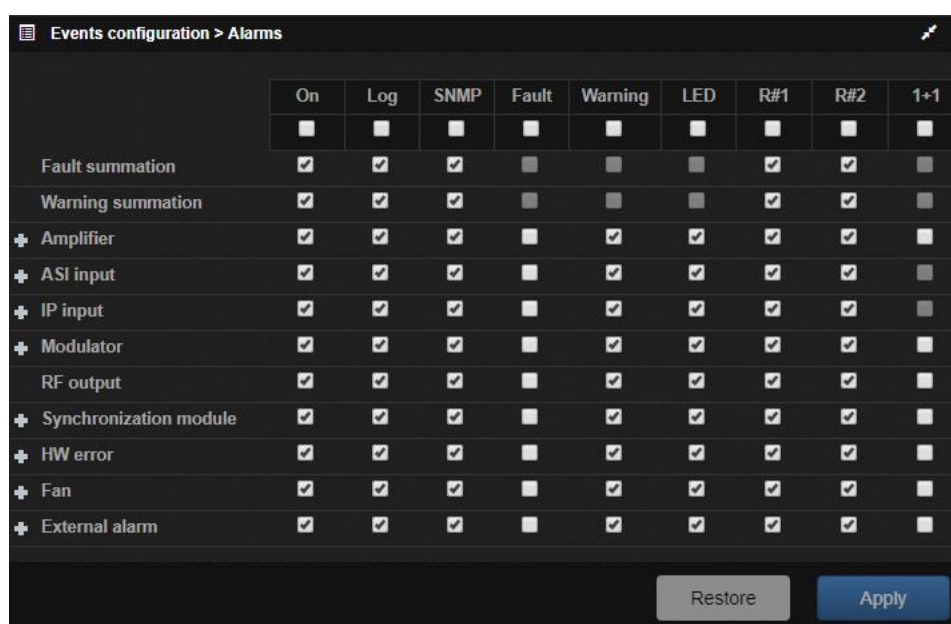 Events configuration > Alarms
On Log SNMP Fault Warning LED R#1 R#2 1+1
Fault summation
Warning summation
Amplifier
ASI input
IP input
Modulator
RF output
Synchronization module
HW error
Fan
External alarm
Restore Apply